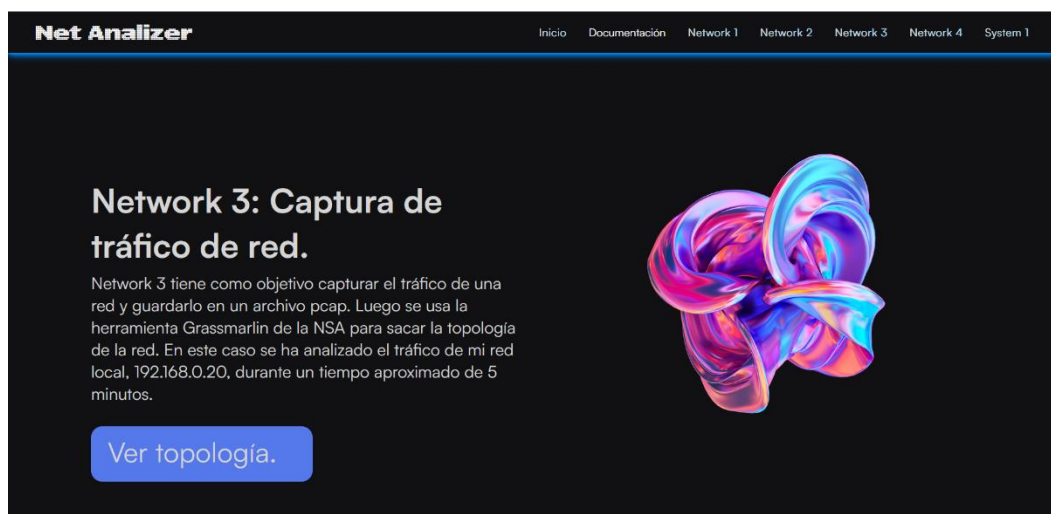 Net Analizer
Inicio Documentación Network 1 Network 2 Network 3 Network 4 System 1
Network 3: Captura de
tráfico de red.
Network 3 tiene como objetivo capturar el tráfico de una
red y guardarlo en un archivo pcap. Luego se usa la
herramienta Grassmarlin de la NSA para sacar la topología
de la red. En este caso se ha analizado el tráfico de mi red
local, 192.168.0.20, durante un tiempo aproximado de 5
minutos.
Ver topología.